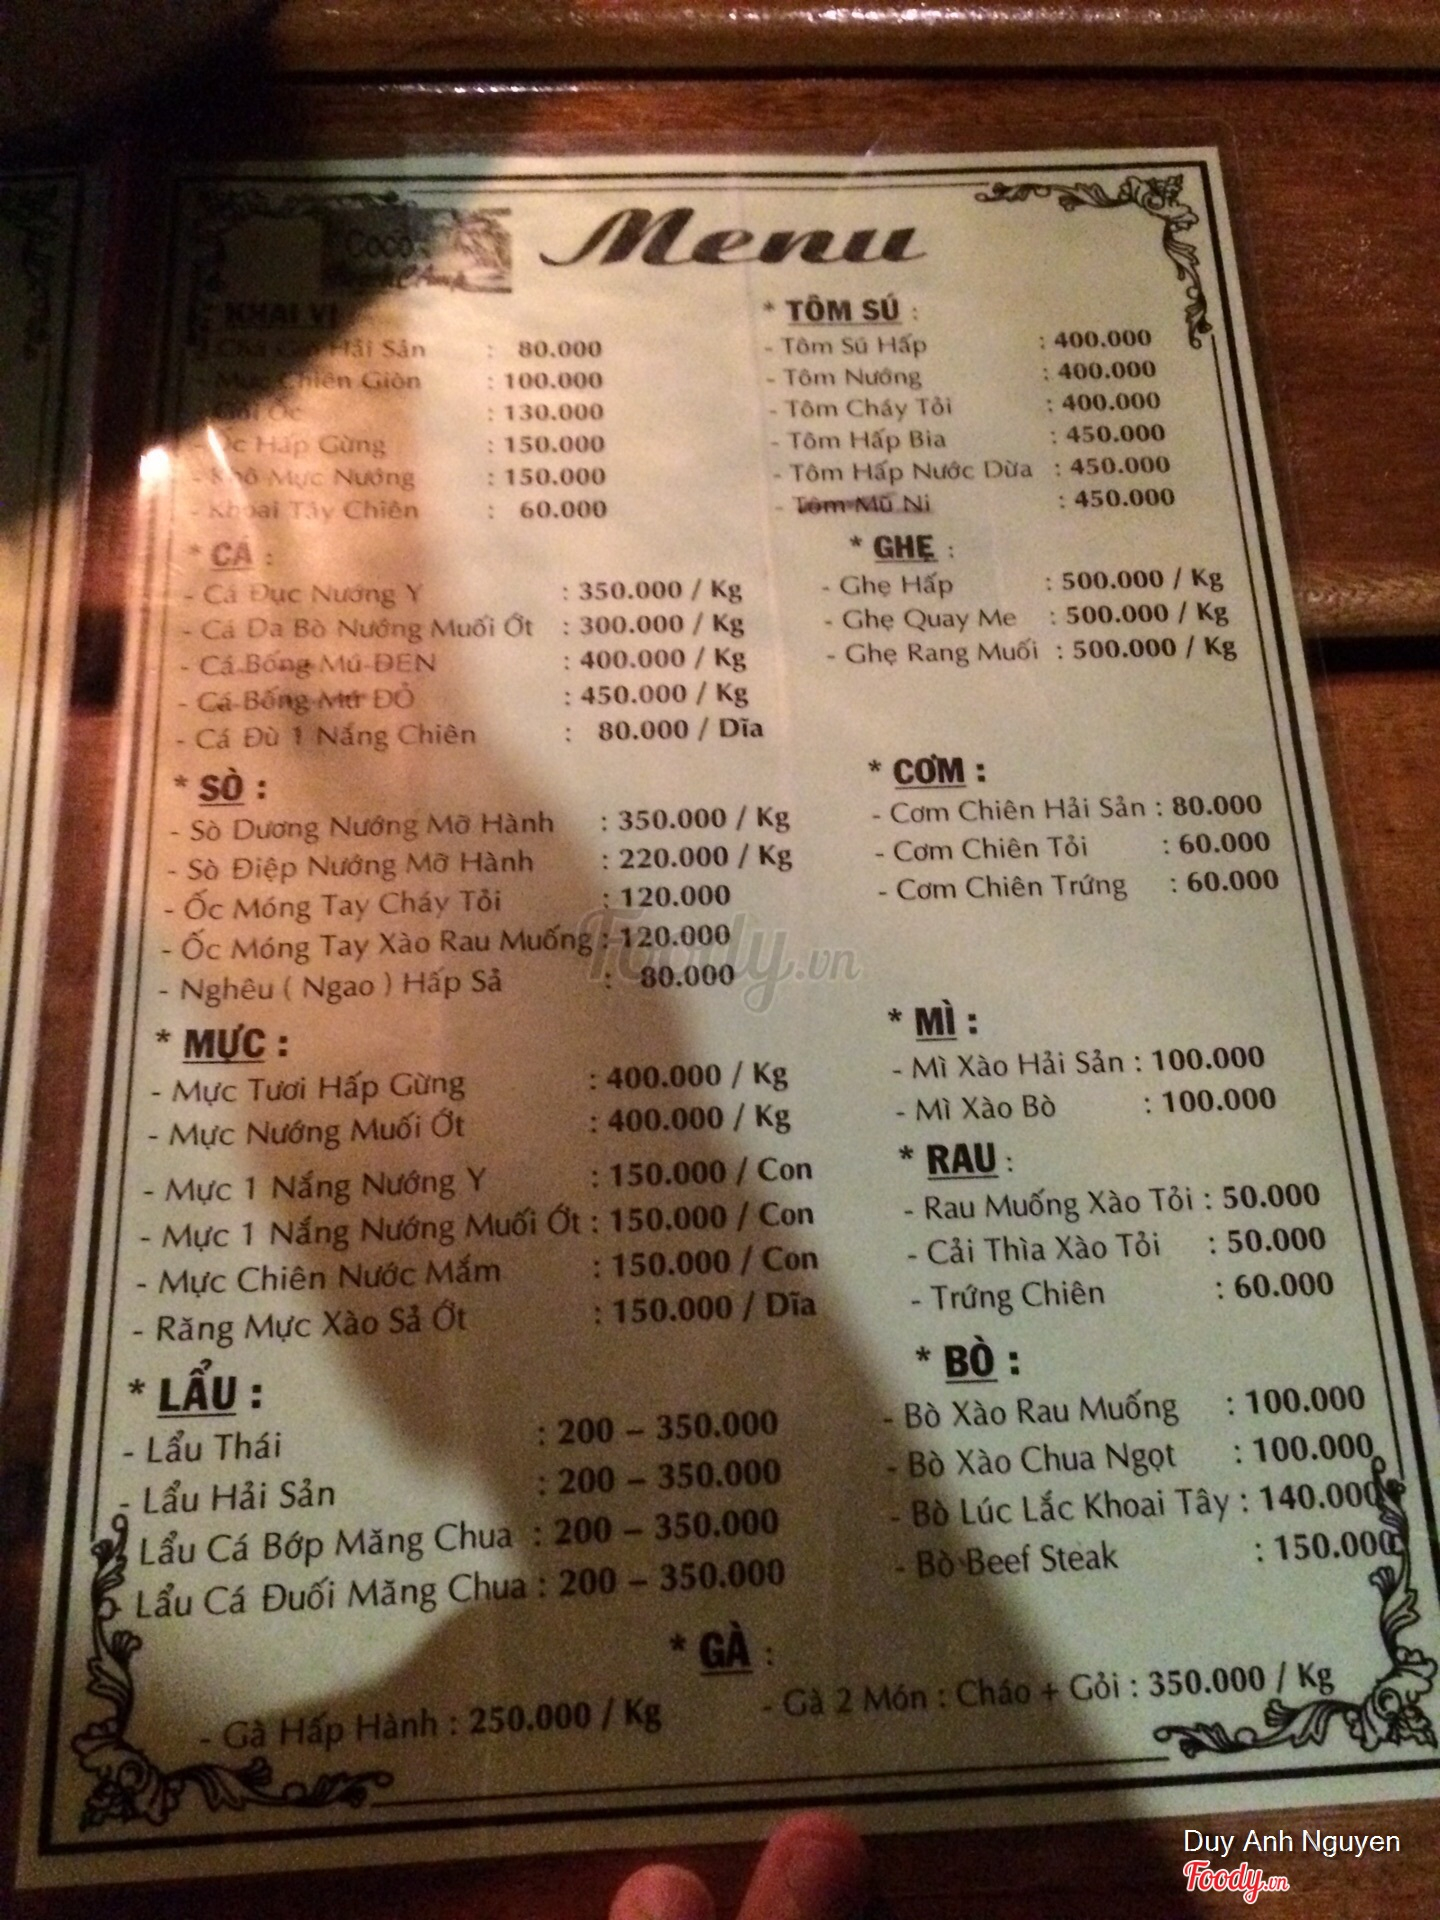 Menu
Coco
KHAI VỊ
Hải Sản : 80.000
- Mực Chiên Giòn : 100.000
Gỏi Ốc : 130.000
Ốc Hấp Gừng : 150.000
- Khô Mực Nướng : 150.000
- Khoai Tây Chiên : 60.000
* CÁ :
- Cá Đục Nướng Y : 350.000 / Kg
- Cá Da Bò Nướng Muối Ớt : 300.000 / Kg
- Cá Bống Mú ĐEN : 400.000 / Kg
- Cá Bống Mú ĐỎ : 450.000 / Kg
- Cá Đù 1 Nắng Chiên : 80.000 / Dĩa
* SÒ :
- Sò Dương Nướng Mỡ Hành : 350.000 / Kg
- Sò Điệp Nướng Mỡ Hành : 220.000 / Kg
- Ốc Móng Tay Cháy Tỏi : 120.000
- Ốc Móng Tay Xào Rau Muống : 120.000
- Nghêu ( Ngao ) Hấp Sả : 80.000
* MỰC :
- Mực Tươi Hấp Gừng : 400.000 / Kg
- Mực Nướng Muối Ớt : 400.000 / Kg
- Mực 1 Nắng Nướng Y : 150.000 / Con
- Mực 1 Nắng Nướng Muối Ớt : 150.000 / Con
- Mực Chiên Nước Mắm : 150.000 / Con
- Răng Mực Xào Sả Ớt : 150.000 / Dĩa
* LẨU :
- Lẩu Thái : 200 – 350.000
- Lẩu Hải Sản : 200 – 350.000
Lẩu Cá Bớp Măng Chua : 200 – 350.000
- Lẩu Cá Đuối Măng Chua : 200 – 350.000
* TÔM SÚ :
- Tôm Sú Hấp : 400.000
- Tôm Nướng : 400.000
- Tôm Cháy Tỏi : 400.000
- Tôm Hấp Bia : 450.000
- Tôm Hấp Nước Dừa : 450.000
- Tôm Mũ Ni : 450.000
* GHẸ :
- Ghẹ Hấp : 500.000 / Kg
- Ghẹ Quay Me : 500.000 / Kg
- Ghẹ Rang Muối : 500.000 / Kg
* CƠM :
- Cơm Chiên Hải Sản : 80.000
- Cơm Chiên Tỏi : 60.000
- Cơm Chiên Trứng : 60.000
* MÌ :
- Mì Xào Hải Sản : 100.000
- Mì Xào Bò : 100.000
* RAU :
- Rau Muống Xào Tỏi : 50.000
- Cải Thìa Xào Tỏi : 50.000
- Trứng Chiên : 60.000
* BÒ :
- Bò Xào Rau Muống : 100.000
- Bò Xào Chua Ngọt : 100.000
- Bò Lúc Lắc Khoai Tây : 140.000
- Bò Beef Steak : 150.000
* GÀ :
- Gà Hấp Hành : 250.000 / Kg
- Gà 2 Món : Cháo + Gỏi : 350.000 / Kg
Foody.vn
Duy Anh Nguyen
Foody.vn